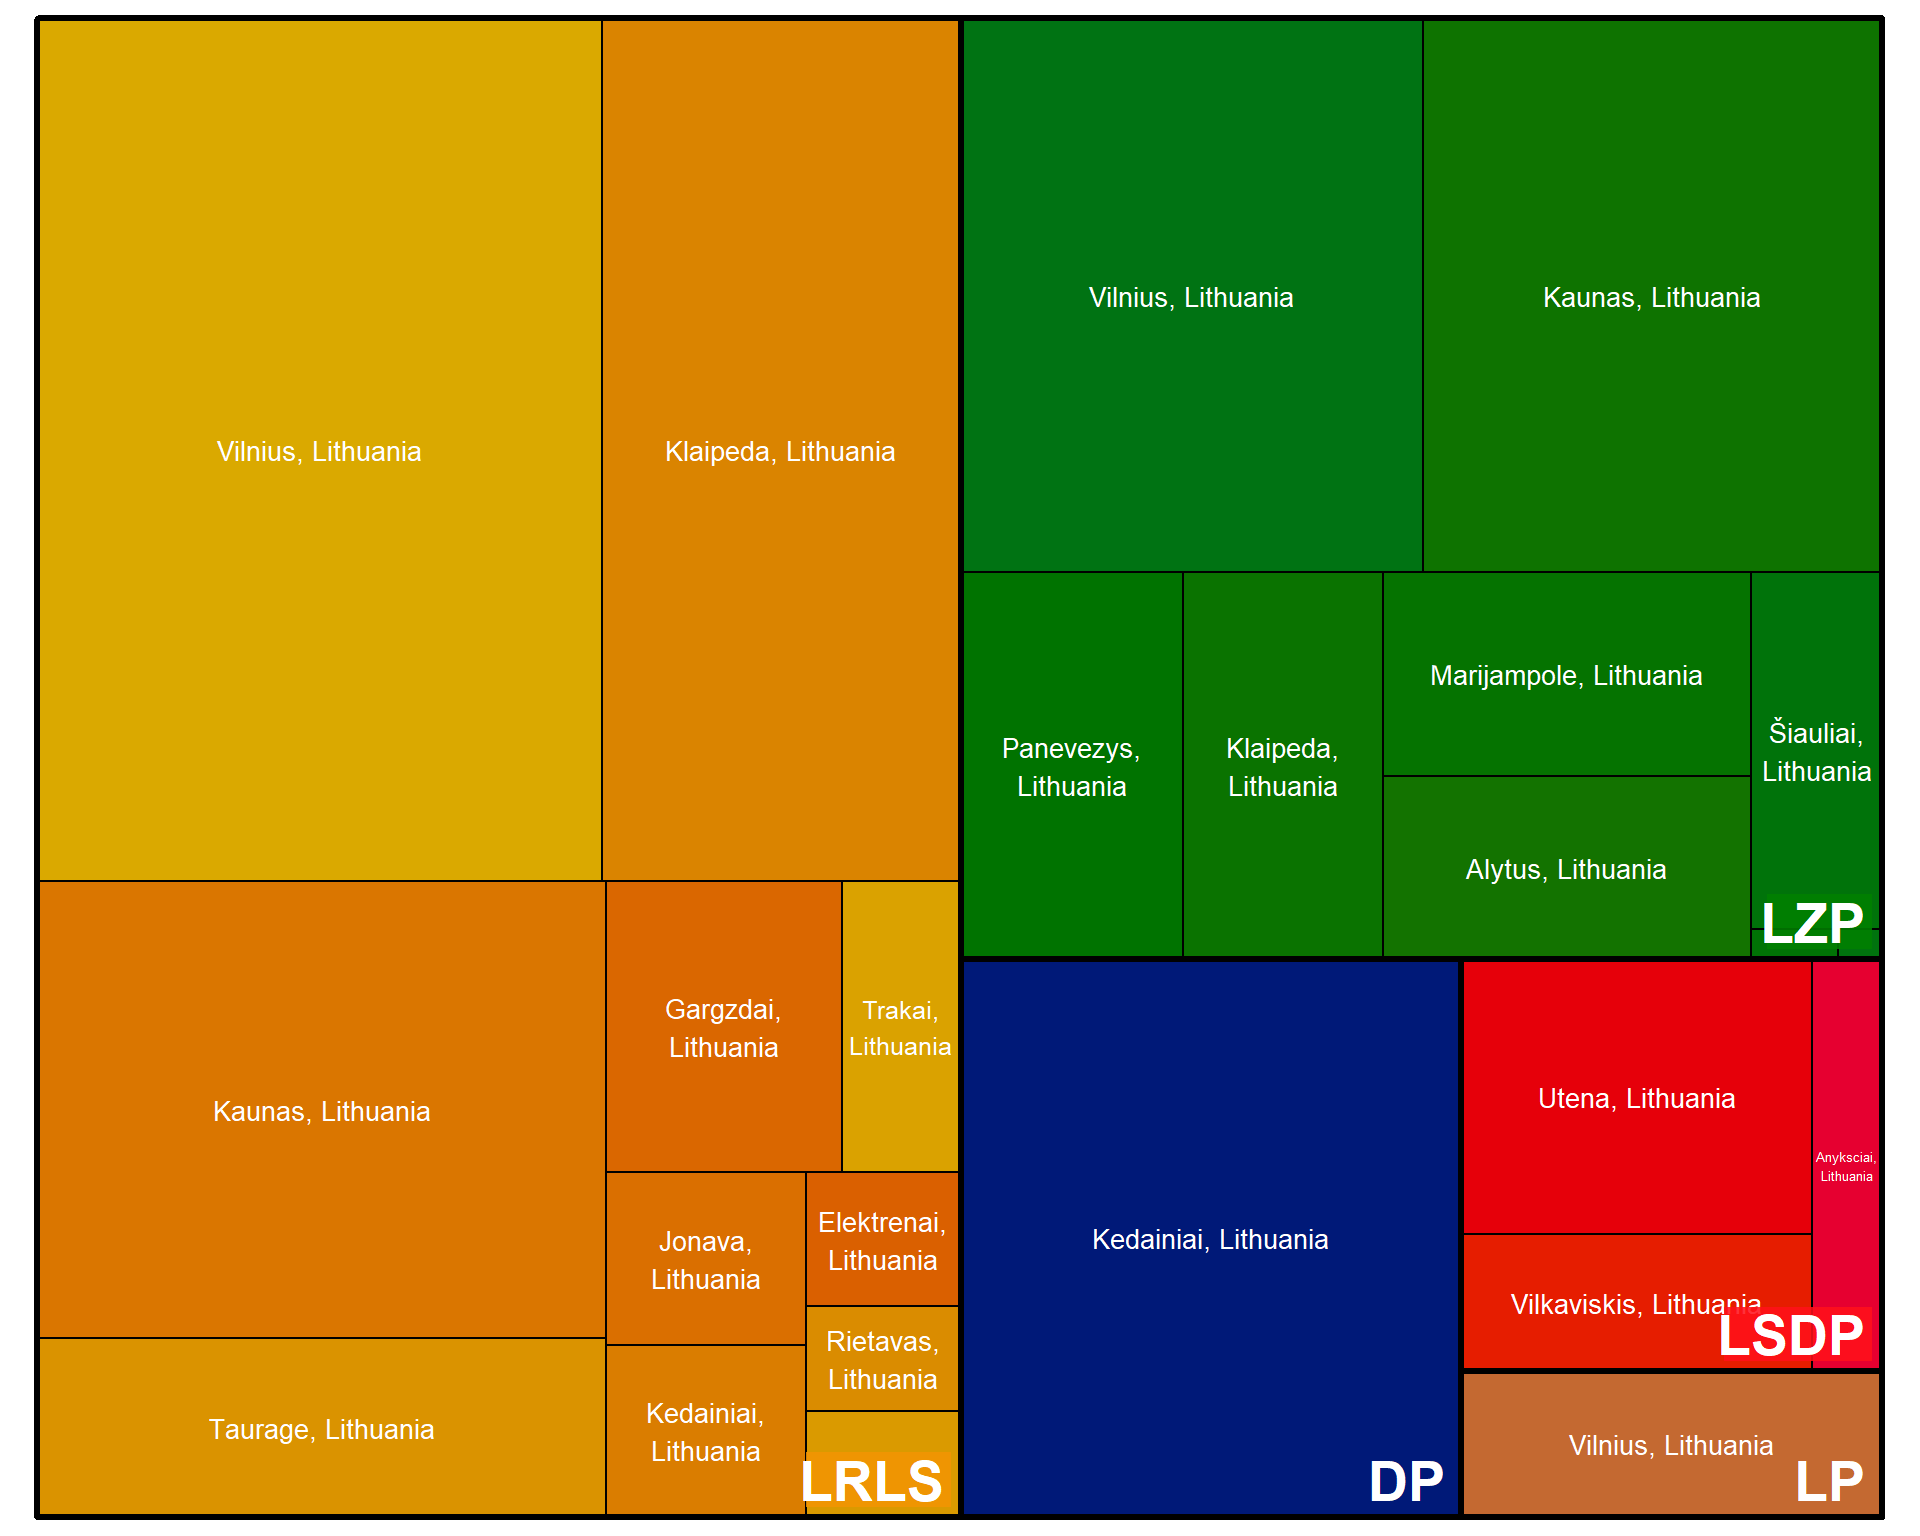 Vilnius, Lithuania
Klaipeda, Lithuania
Kaunas, Lithuania
Taurage, Lithuania
Gargzdai,
Lithuania
Trakai,
Lithuania
Jonava,
Lithuania
Elektrenai,
Lithuania
Rietavas,
Lithuania
Kedainiai,
Lithuania
LRLS
Vilnius, Lithuania
Kaunas, Lithuania
Panevezys,
Lithuania
Klaipeda,
Lithuania
Marijampole, Lithuania
Alytus, Lithuania
Šiauliai,
Lithuania
LZP
Kedainiai, Lithuania
DP
Utena, Lithuania
Anyksciai,
Lithuania
Vilkaviskis, Lithuania
LSDP
Vilnius, Lithuania
LP